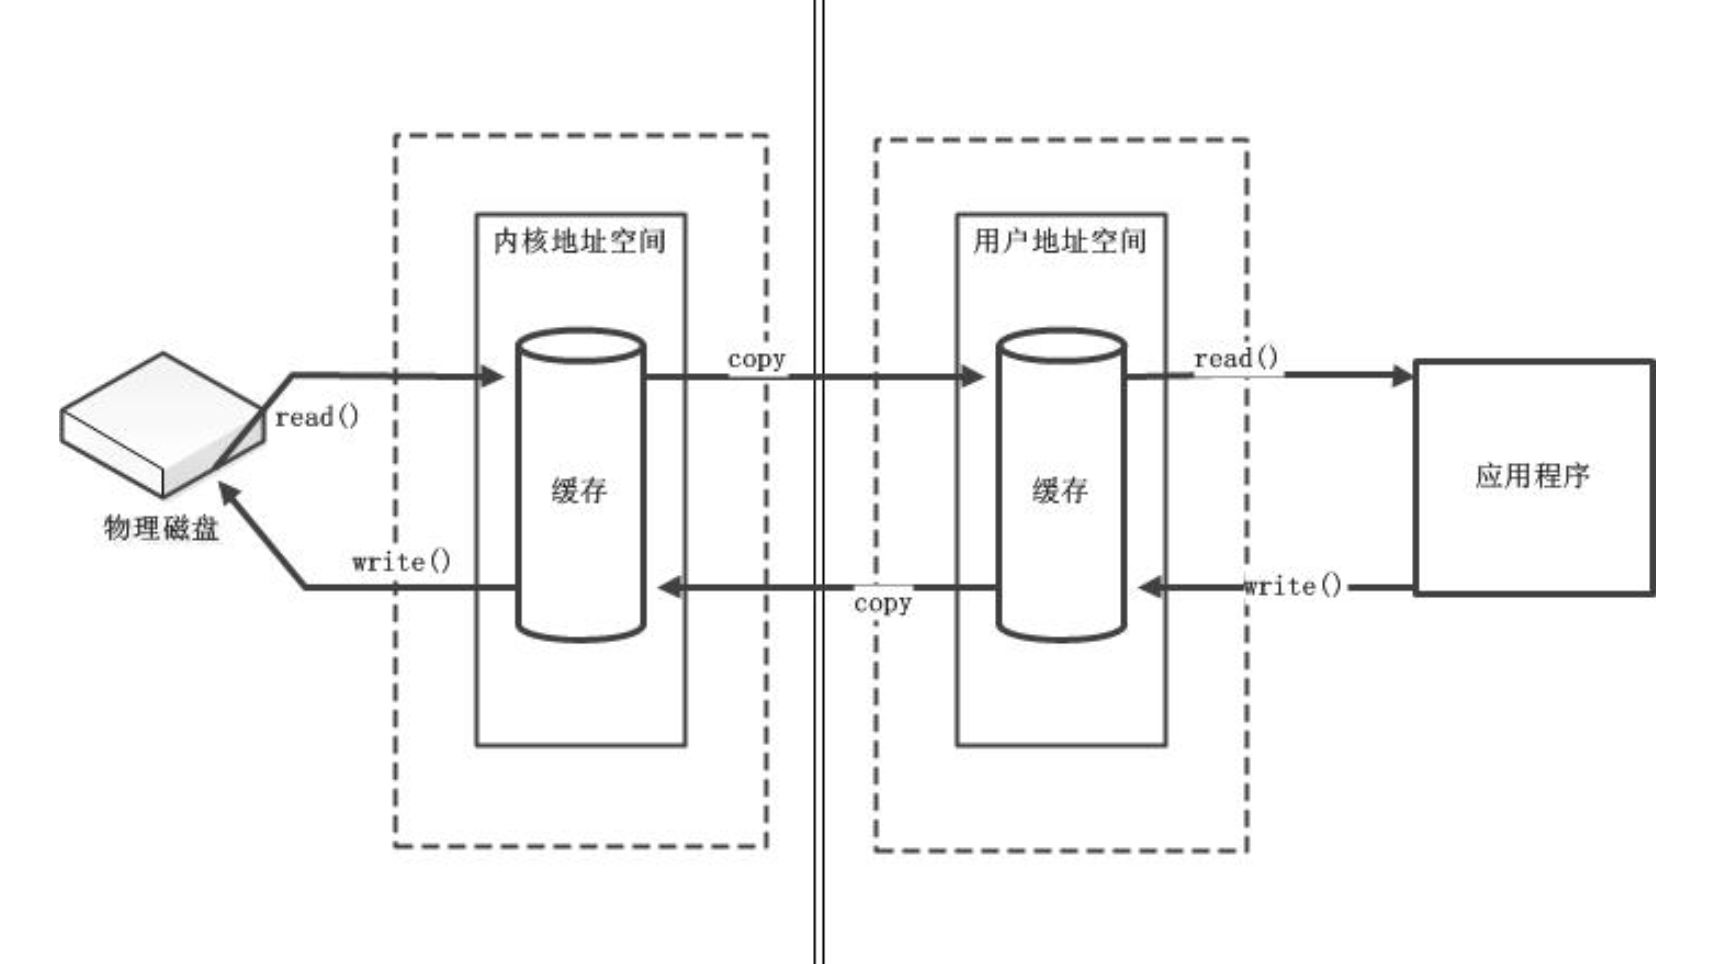 内核地址空间
用户地址空间
copy
read()
read()
应用程序
缓存
缓存
物理磁盘
write()
copy
write()